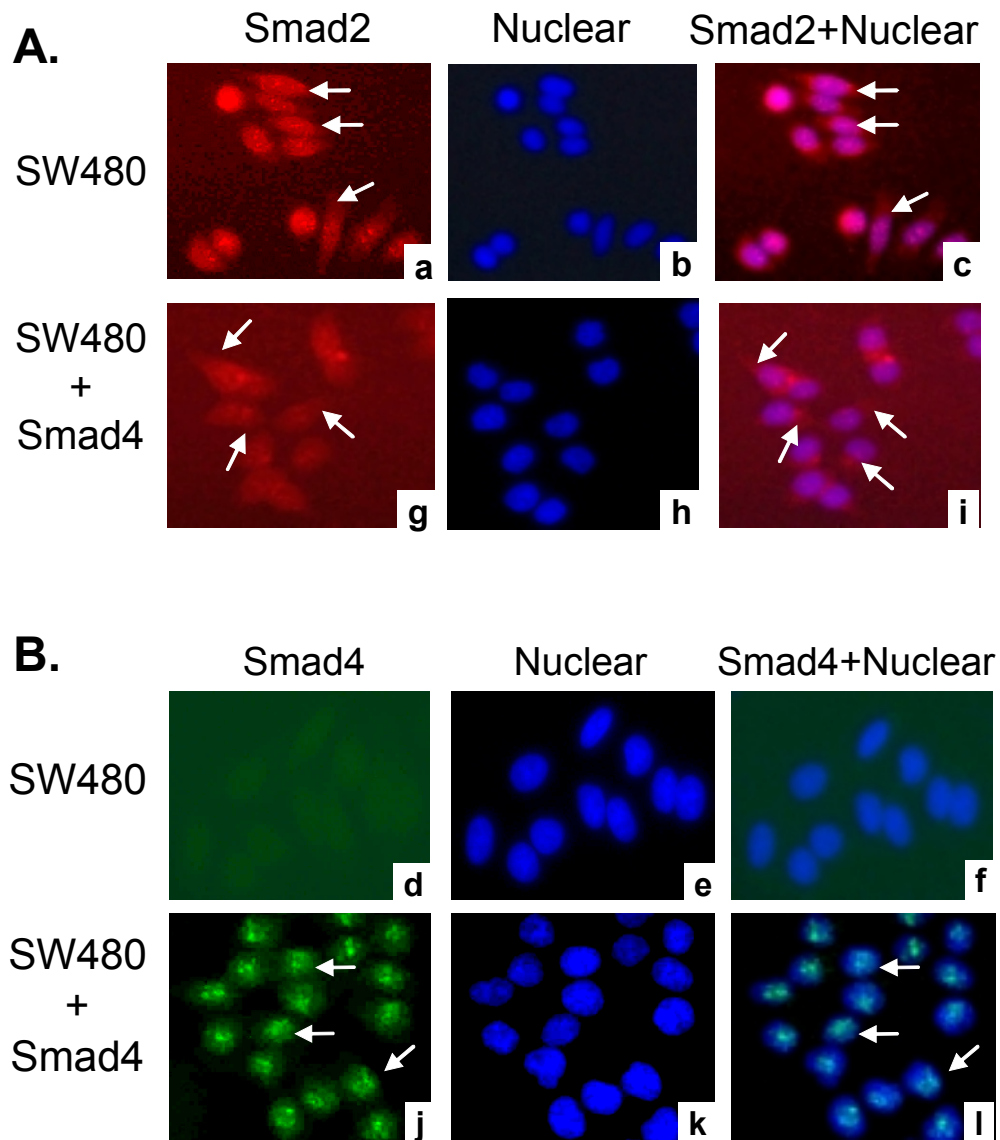 A.
Smad2 Nuclear Smad2+Nuclear
SW480
a b c
SW480
+
Smad4
g h i
B.
Smad4 Nuclear Smad4+Nuclear
SW480
d e f
SW480
+
Smad4
j k l